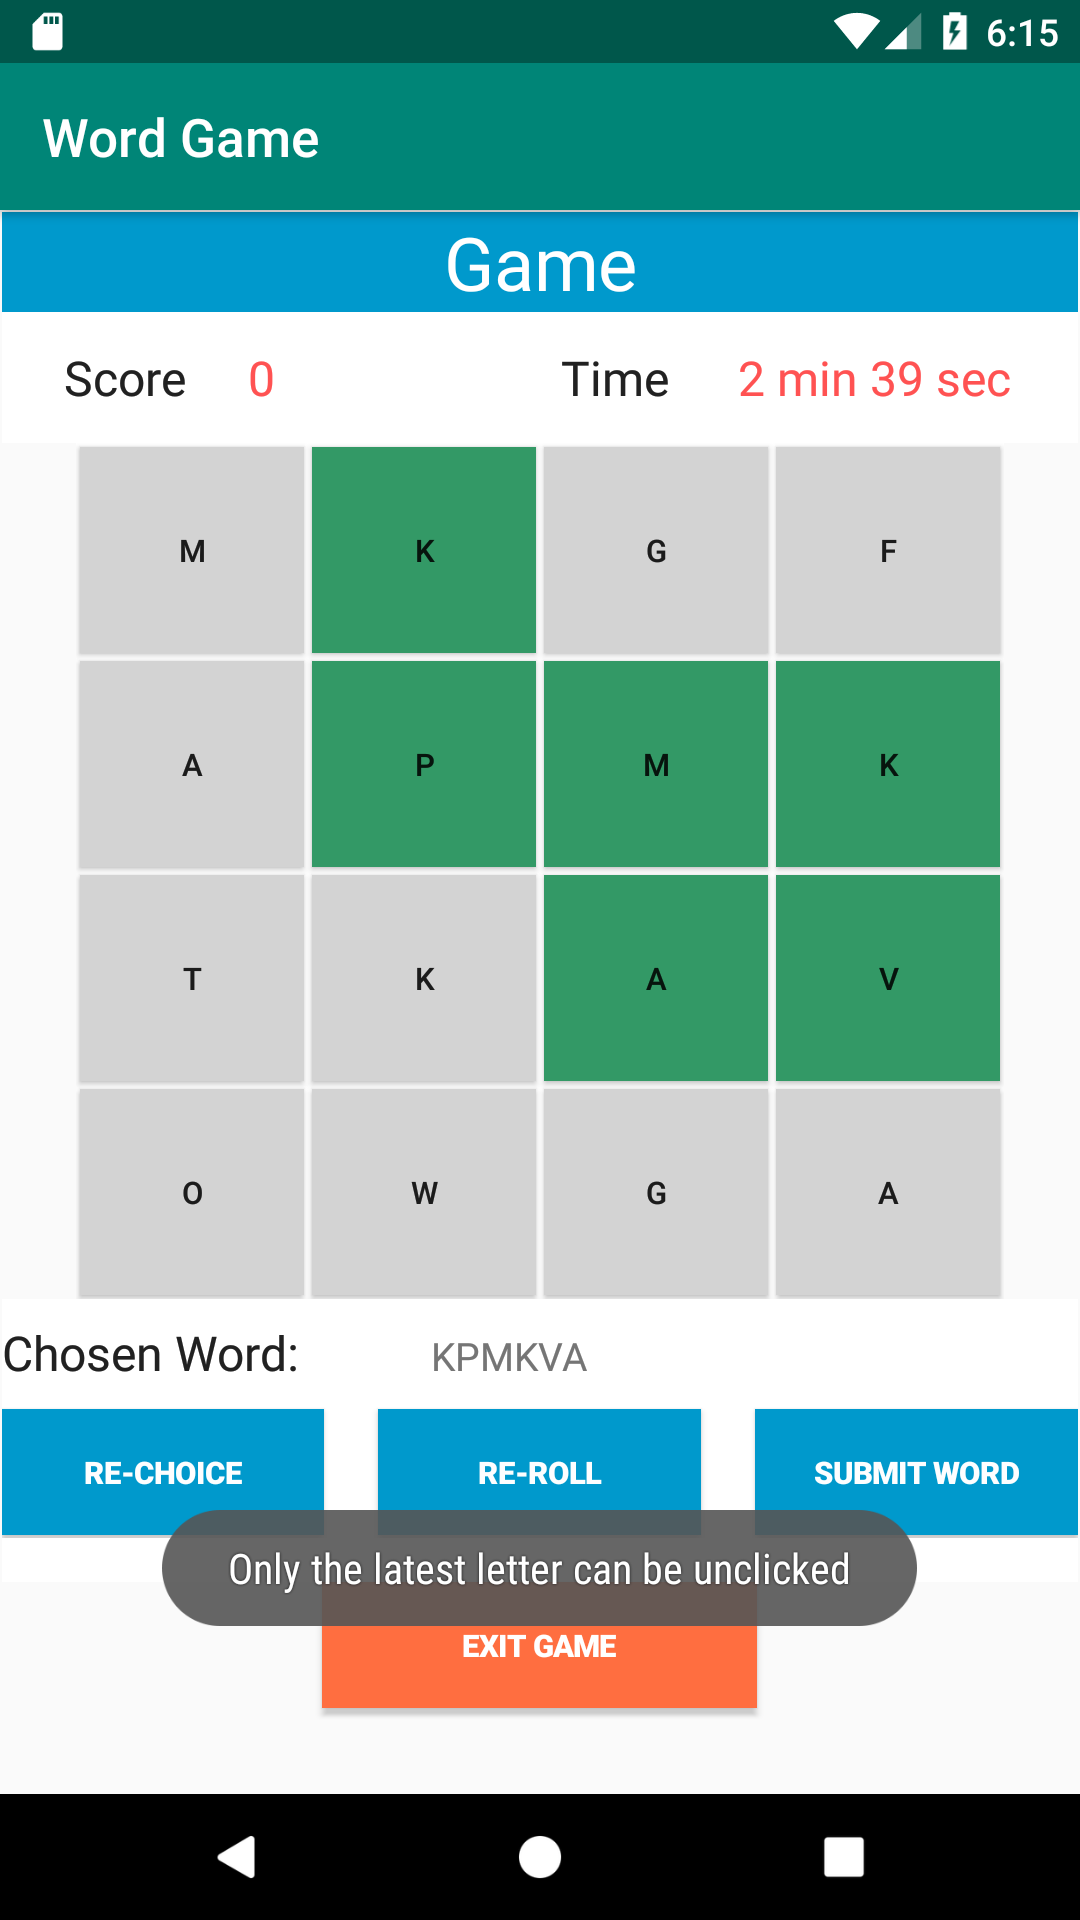 6:15
Word Game
Game
Score 0 Time 2 min 39 sec
M K G F
A P M K
T K A V
O W G A
Chosen Word: KPMKVA
RE-CHOICE RE-ROLL SUBMIT WORD
Only the latest letter can be unclicked
EXIT GAME